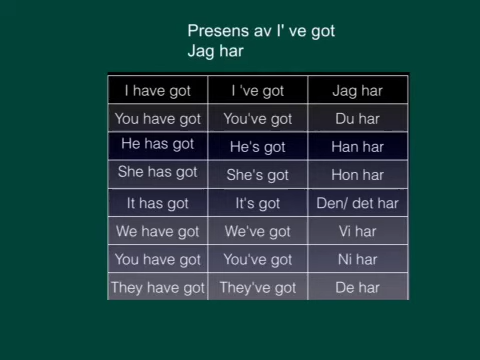 Presens av I' ve got
Jag har
I have got I 've got Jag har
You have got You've got Du har
He has got He's got Han har
She has got She's got Hon har
It has got It's got Den/ det har
We have got We've got Vi har
You have got You've got Ni har
They have got They've got De har